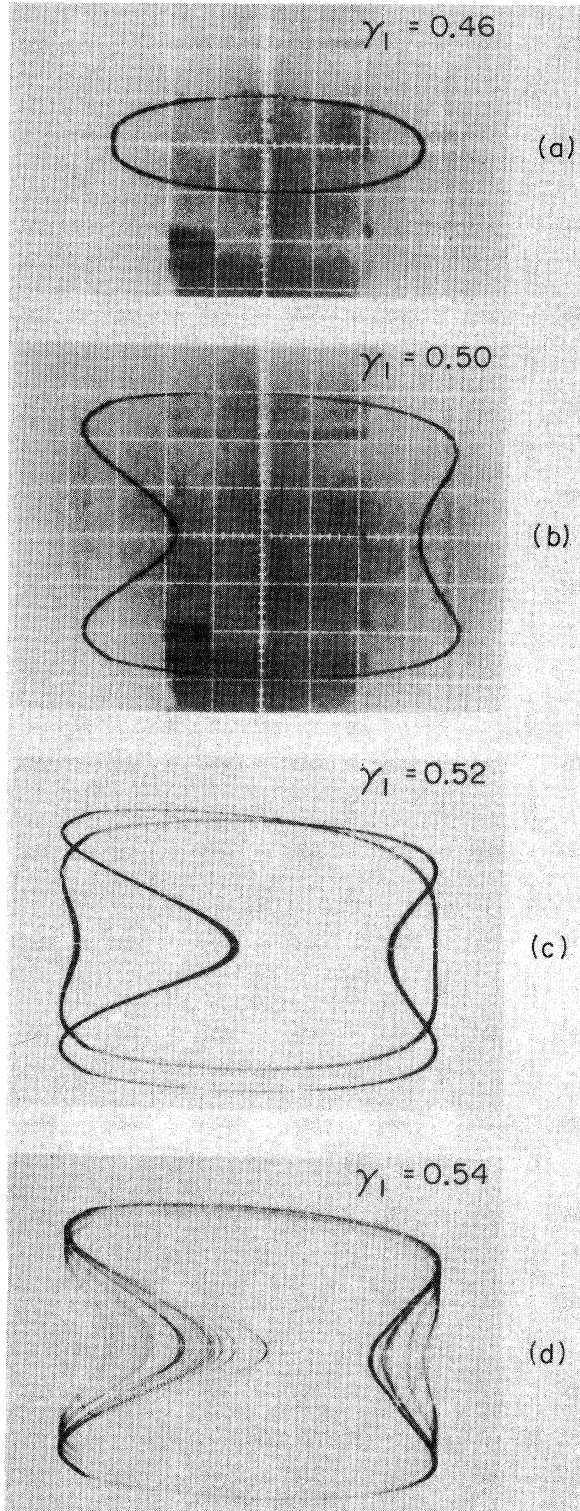 γ₁ = 0.46
(a)
γ₁ = 0.50
(b)
γ₁ = 0.52
(c)
γ₁ = 0.54
(d)